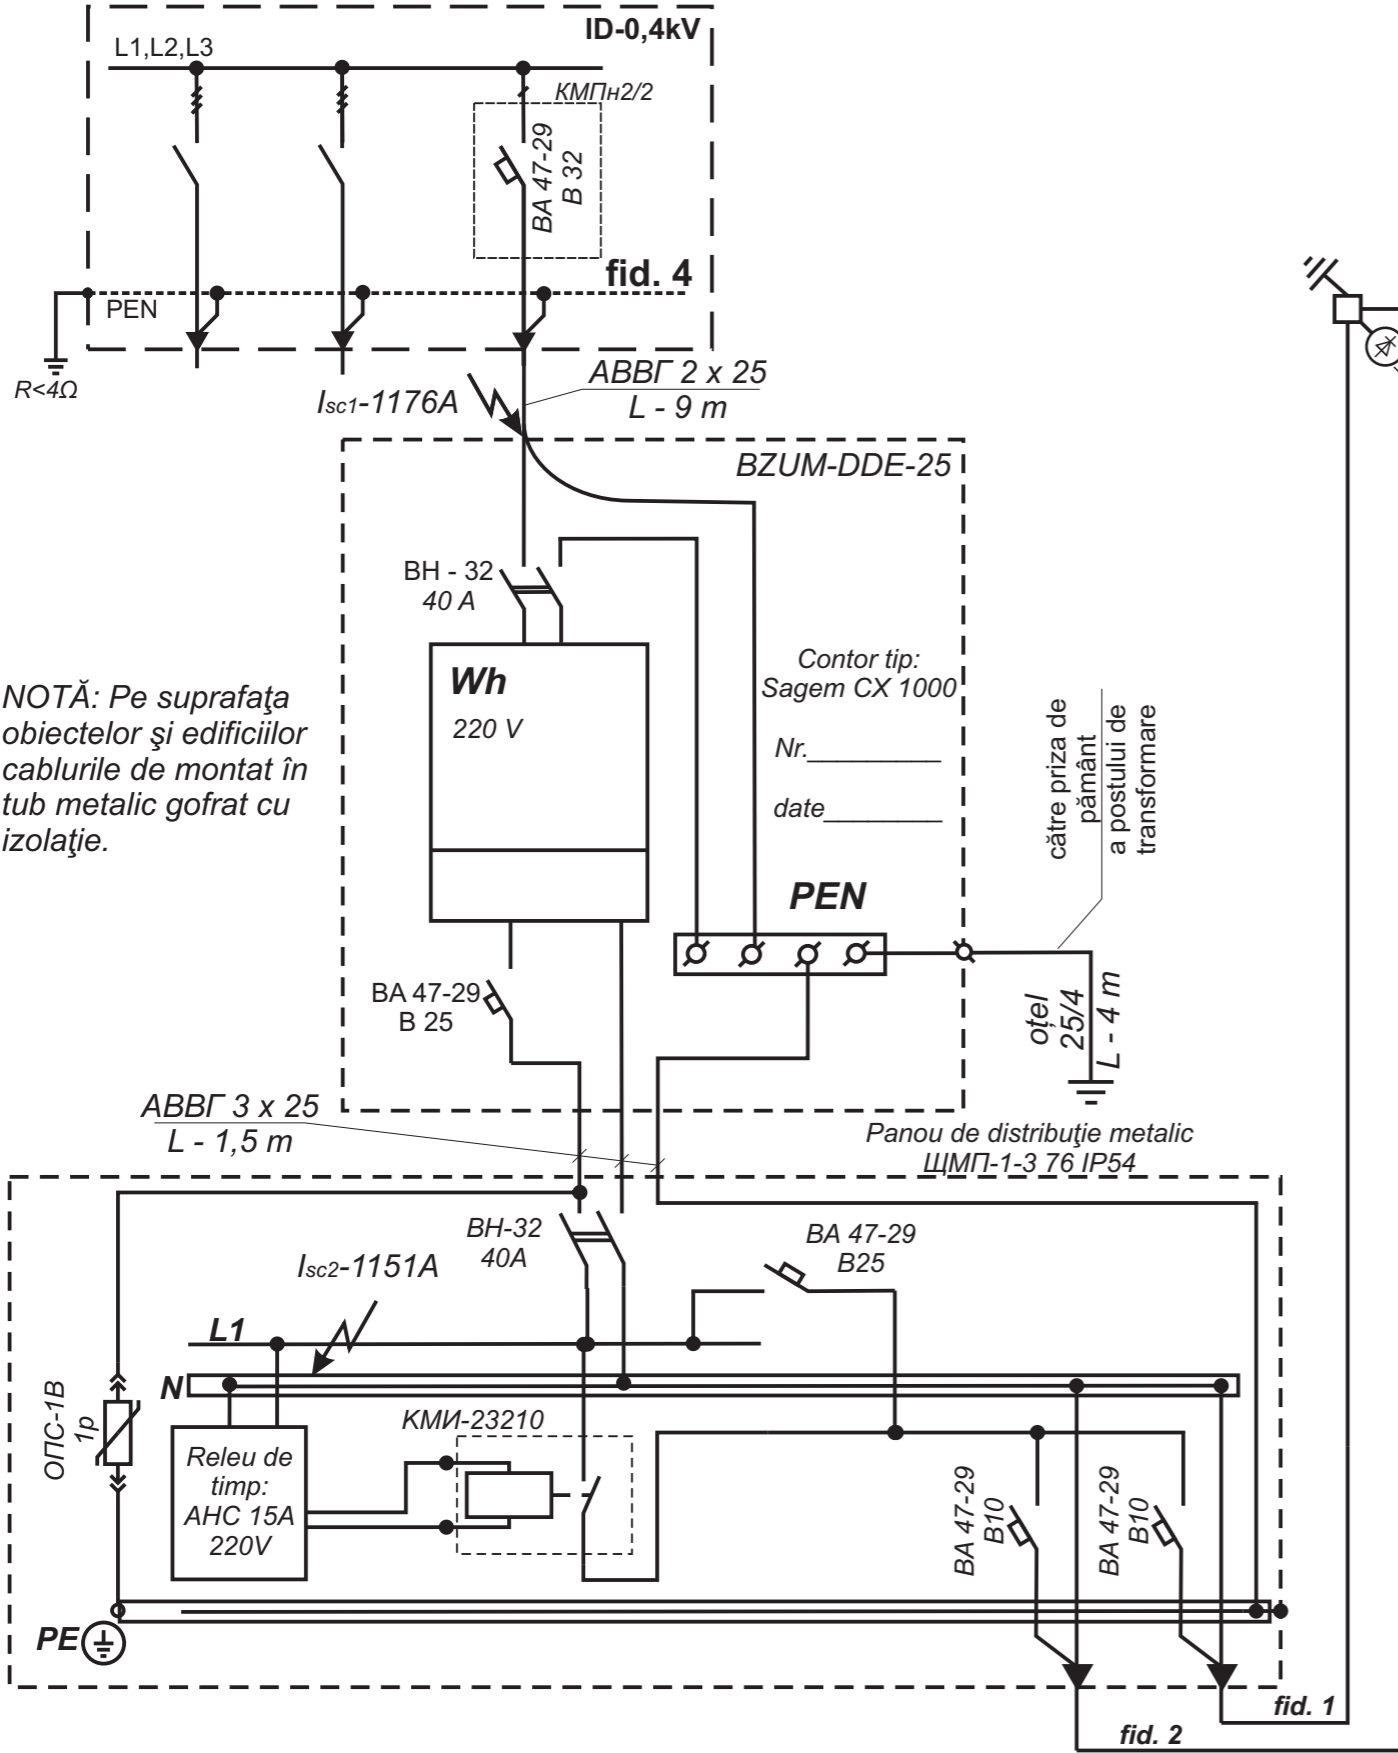 ID-0,4kV
L1,L2,L3
КМПн2/2
ВА 47-29
В 32
fid. 4
PEN
R<4Ω
Isc1-1176A
АВВГ 2 x 25
L - 9 m
BZUM-DDE-25
ВН - 32
40 A
Wh
220 V
Contor tip:
Sagem CX 1000
Nr._________
date________
NOTĂ: Pe suprafaţa
obiectelor şi edificiilor
cablurile de montat în
tub metalic gofrat cu
izolaţie.
către priza de
pământ
a postului de
transformare
PEN
ВА 47-29
В 25
oţel
25/4
L - 4 m
АВВГ 3 x 25
L - 1,5 m
Panou de distribuţie metalic
ЩМП-1-3 76 IP54
ВН-32
40A
ВА 47-29
B25
Isc2-1151A
L1
N
ОПС-1В
1р
КМИ-23210
Releu de
timp:
АНС 15А
220V
ВА 47-29
В10
ВА 47-29
В10
PE
fid. 1
fid. 2